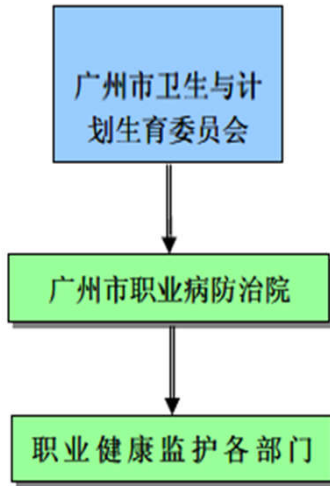 广州市卫生与计
划生育委员会
广州市职业病防治院
职业健康监护各部门